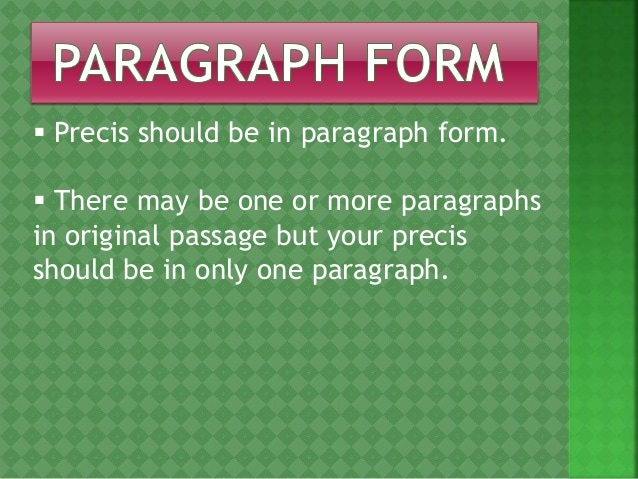 PARAGRAPH FORM
▪ Precis should be in paragraph form.
▪ There may be one or more paragraphs
in original passage but your precis
should be in only one paragraph.